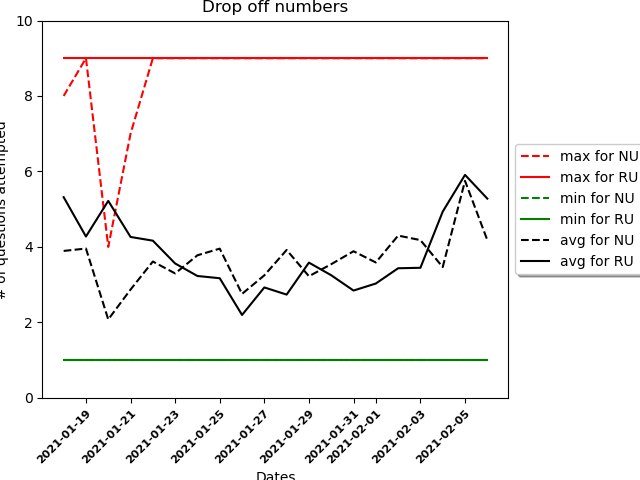 Drop off numbers
# of questions attempted
10
8
6
4
2
0
2021-01-19
2021-01-21
2021-01-23
2021-01-25
2021-01-27
2021-01-29
2021-01-31
2021-02-01
2021-02-03
2021-02-05
Dates
max for NU
max for RU
min for NU
min for RU
avg for NU
avg for RU